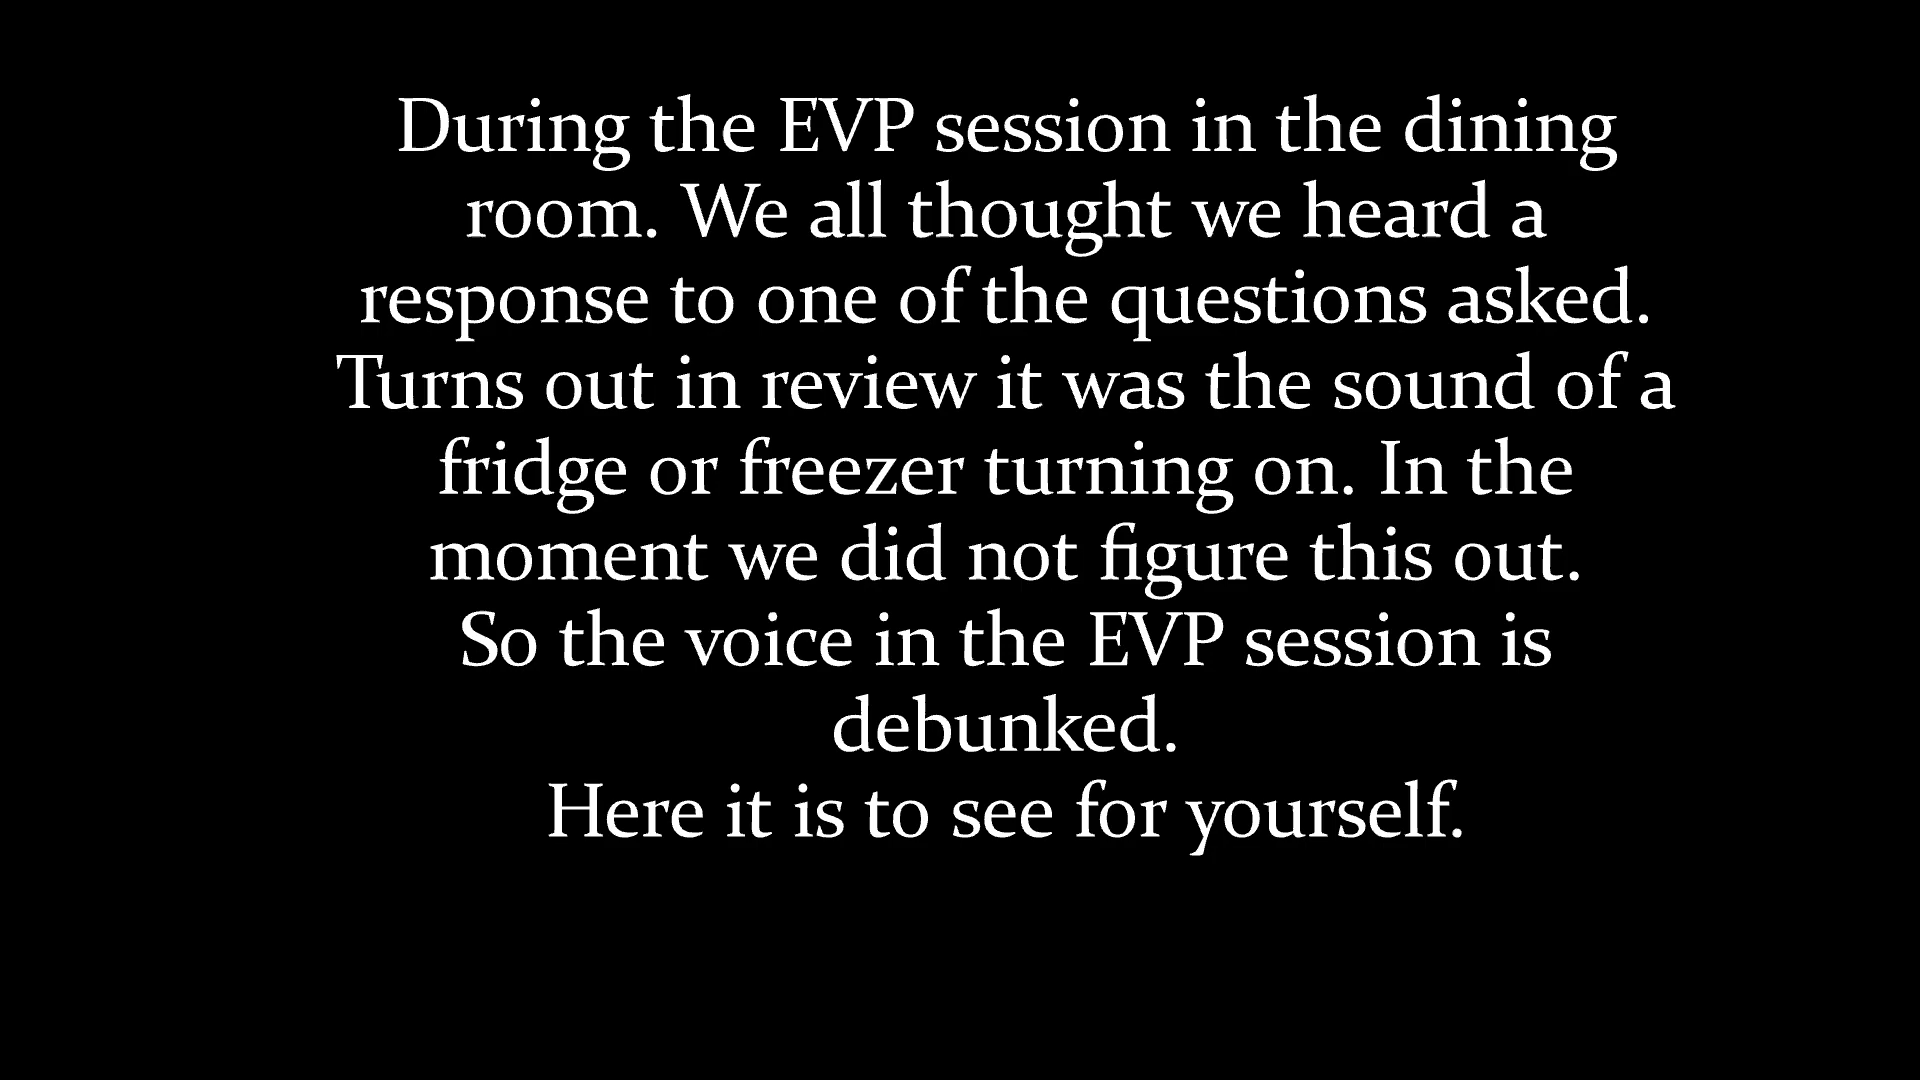 During the EVP session in the dining
room. We all thought we heard a
response to one of the questions asked.
Turns out in review it was the sound of a
fridge or freezer turning on. In the
moment we did not figure this out.
So the voice in the EVP session is
debunked.
Here it is to see for yourself.